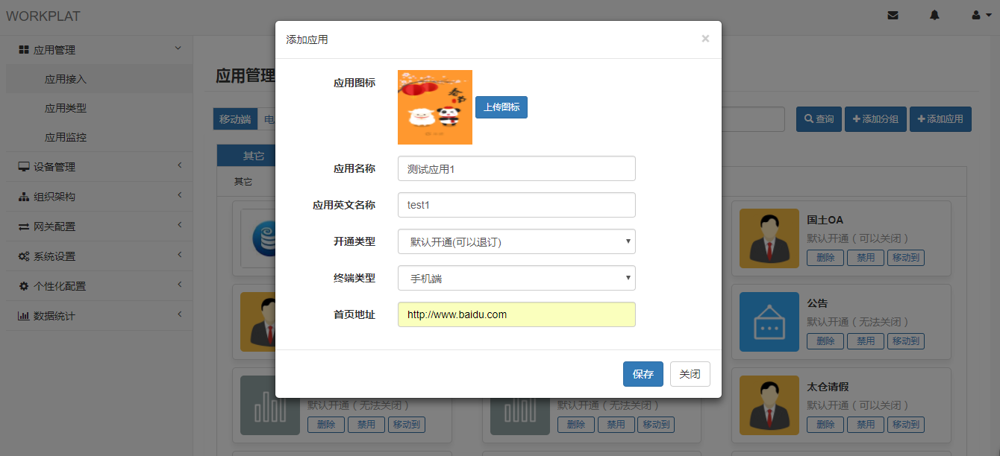 WORKPLAT
应用管理
应用接入
应用类型
应用监控
设备管理
组织架构
网关配置
系统设置
个性化配置
数据统计
应用管理
移动端 电
查询 添加分组 添加应用
其它
其它
添加应用 ×
应用图标
春节
上传图标
应用名称 测试应用1
应用英文名称 test1
开通类型 默认开通(可以退订)
终端类型 手机端
首页地址 http://www.baidu.com
保存 关闭
国土OA
默认开通（可以关闭）
删除 禁用 移动到
公告
默认开通（无法关闭）
删除 禁用 移动到
默认开通（无法关闭）
删除 禁用 移动到
默认开通（无法关闭）
删除 禁用 移动到
太仓请假
默认开通（可以关闭）
删除 禁用 移动到